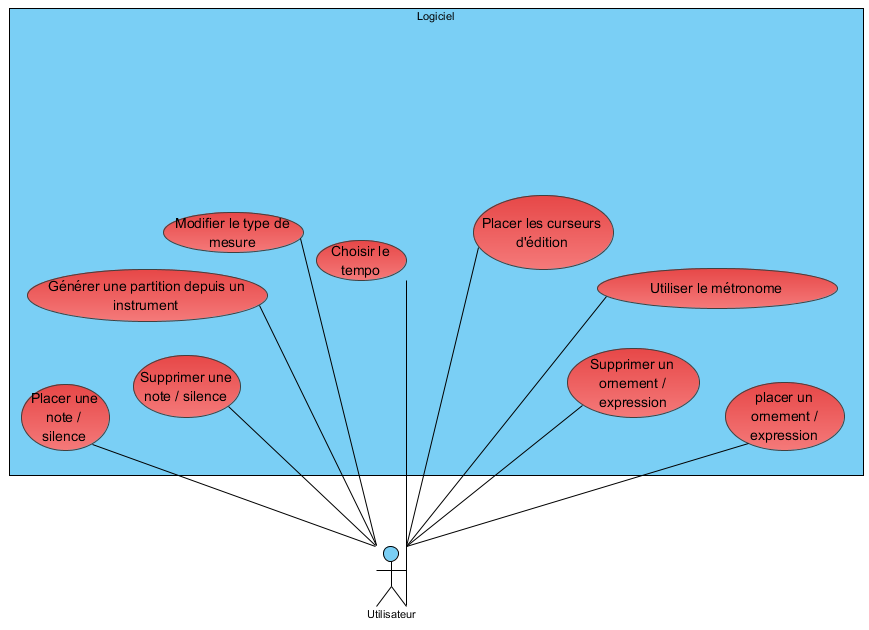 Logiciel
Modifier le type de
mesure
Choisir le
tempo
Placer les curseurs
d'édition
Générer une partition depuis un
instrument
Utiliser le métronome
Placer une
note /
silence
Supprimer une
note / silence
Supprimer un
ornement /
expression
placer un
ornement /
expression
Utilisateur